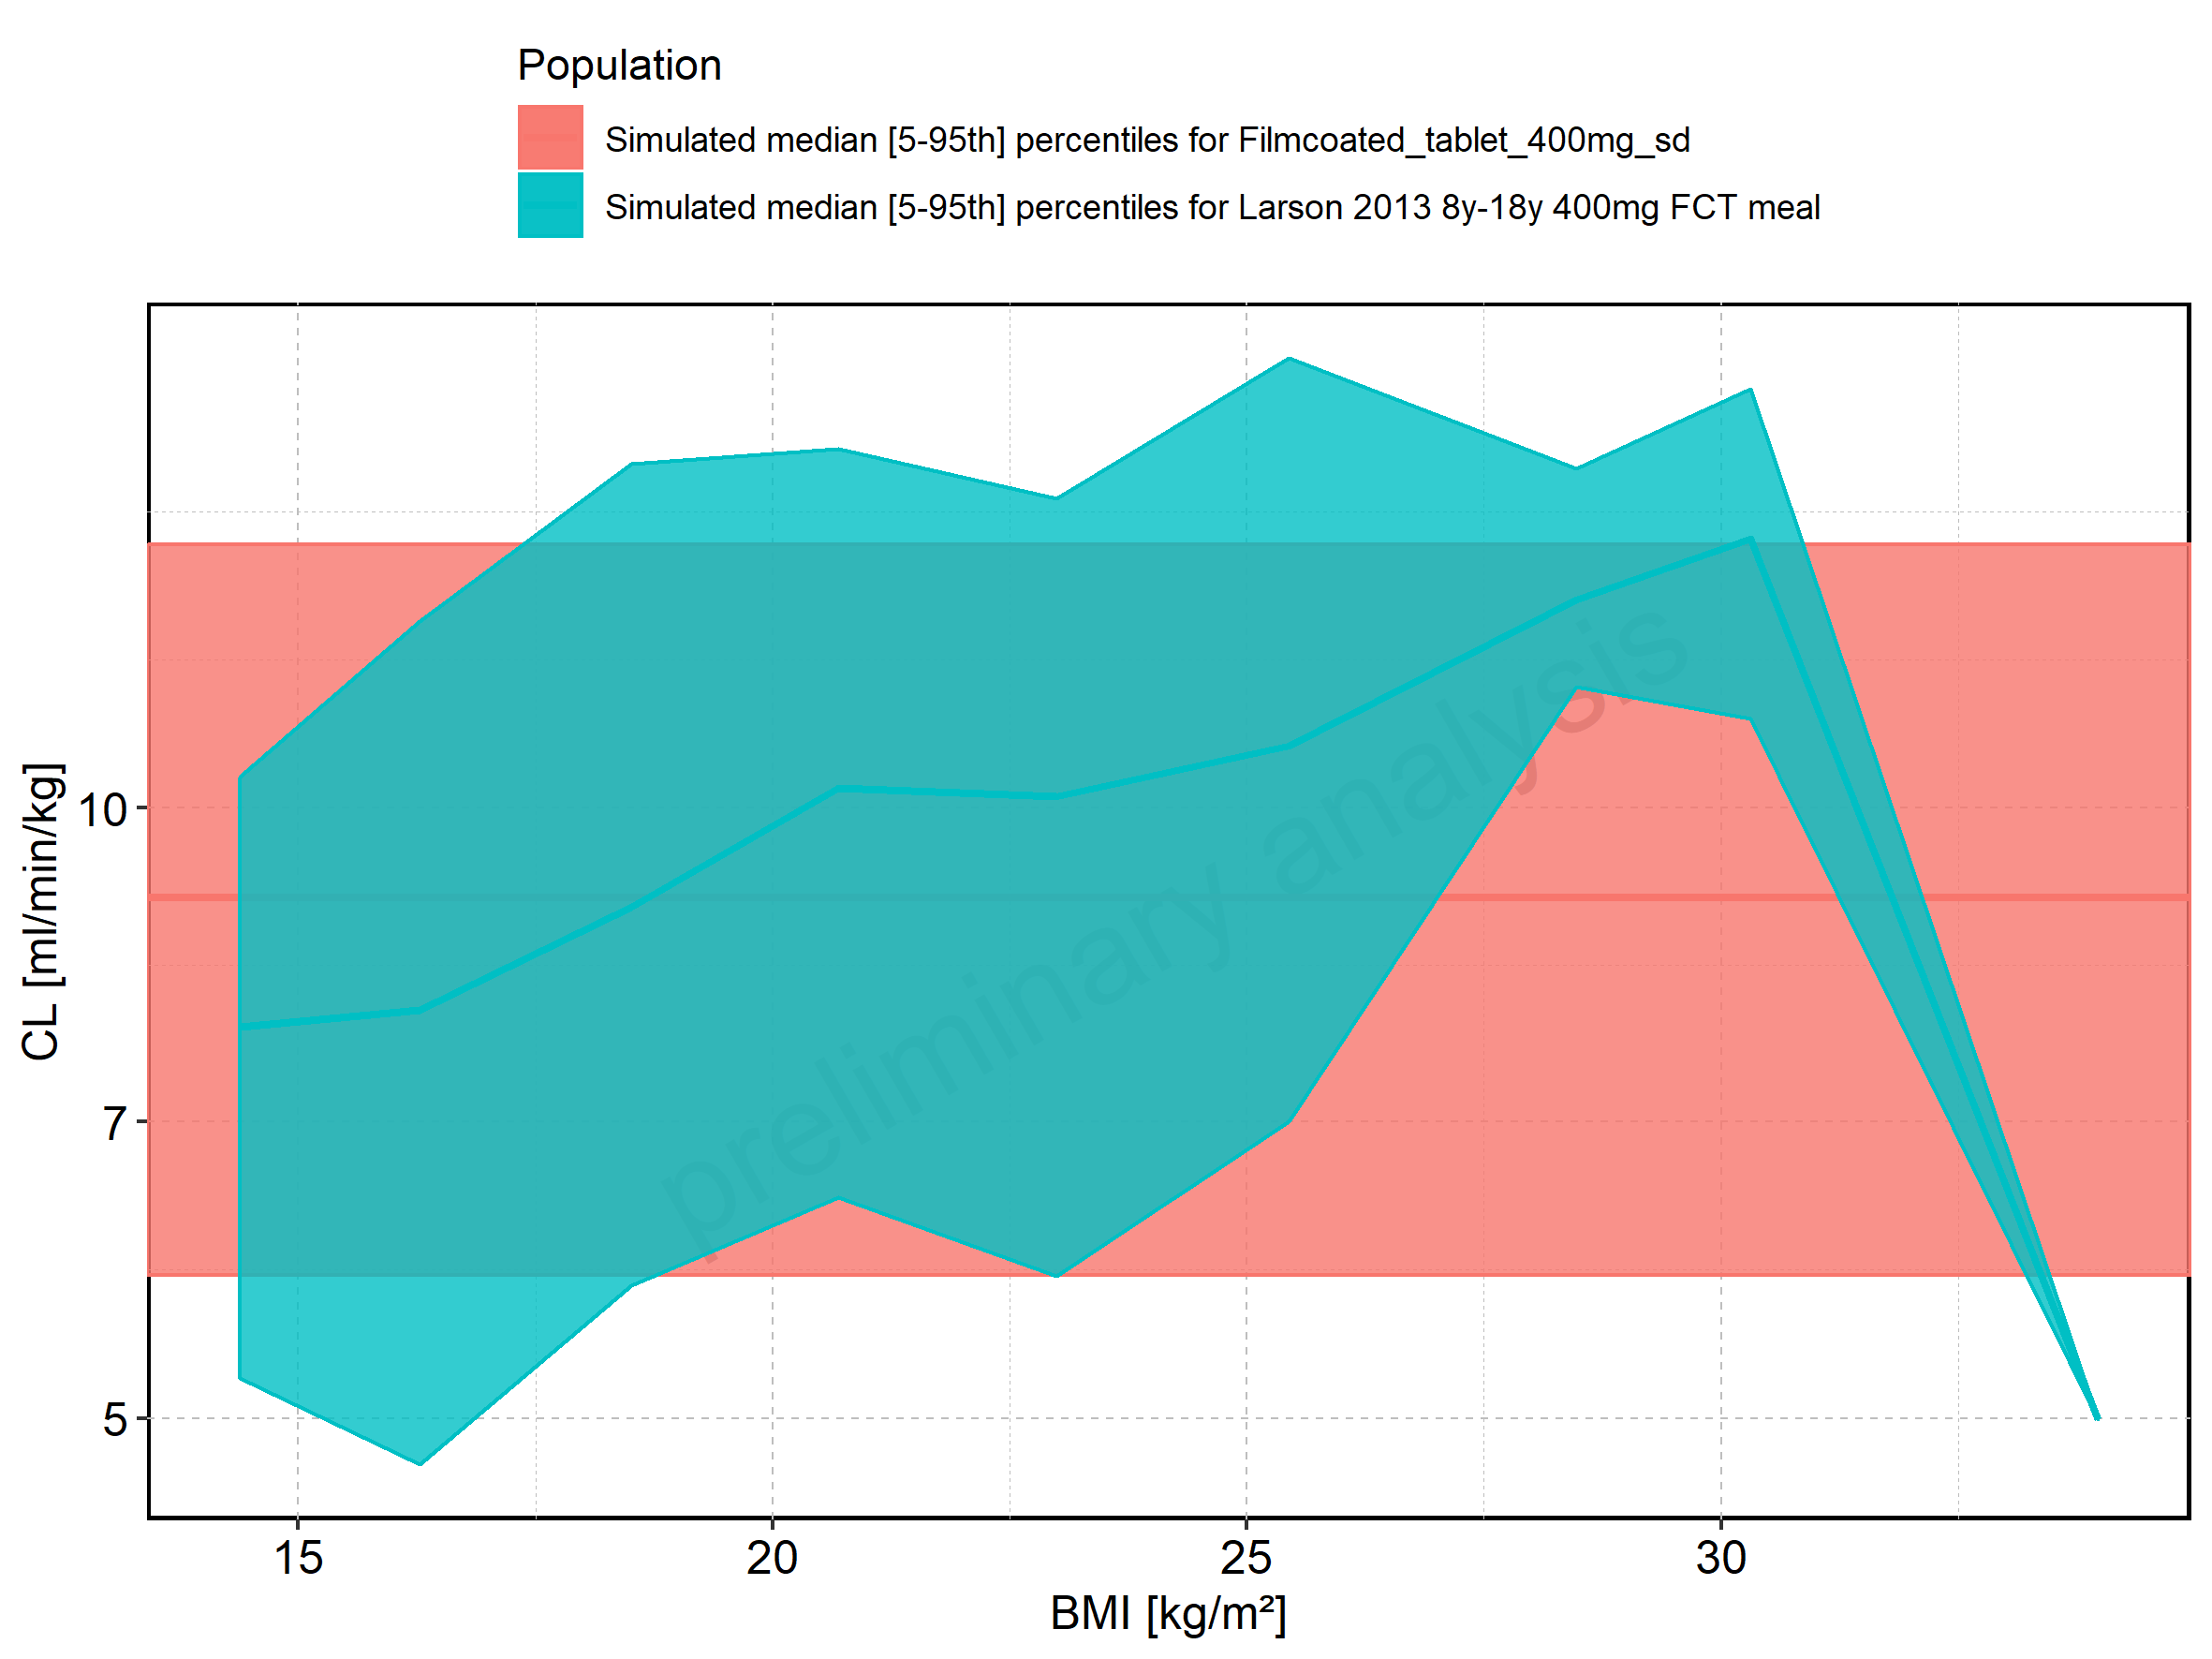 Population
Simulated median [5-95th] percentiles for Filmcoated_tablet_400mg_sd
Simulated median [5-95th] percentiles for Larson 2013 8y-18y 400mg FCT meal
CL [ml/min/kg]
10
7
5
preliminary analysis
15 20 25 30
BMI [kg/m²]